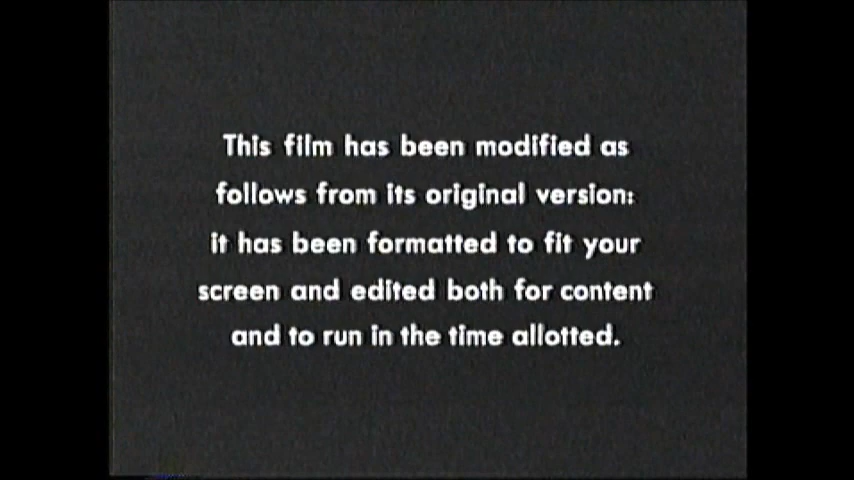 This film has been modified as
follows from its original version:
it has been formatted to fit your
screen and edited both for content
and to run in the time allotted.